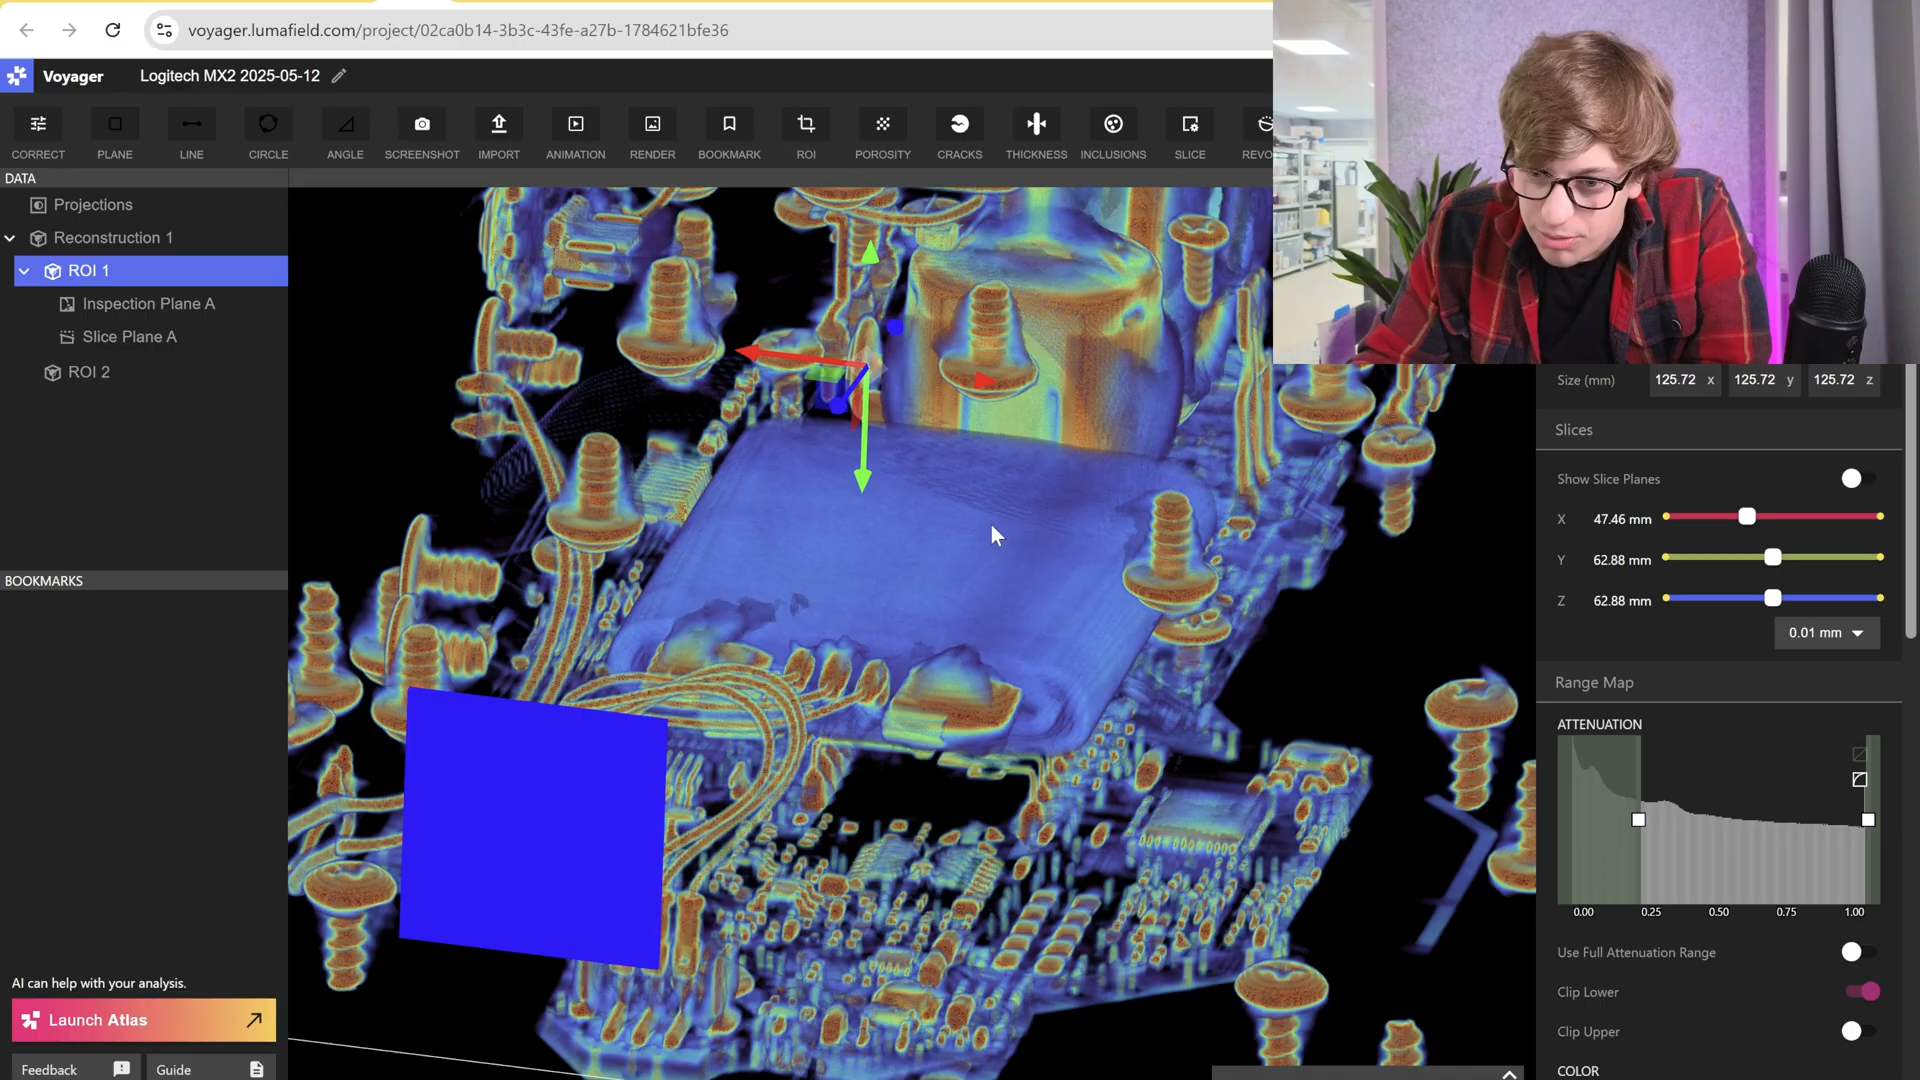 voyager.lumafield.com/project/02ca0b14-3b3c-43fe-a27b-1784621bfe36
Voyager
Logitech MX2 2025-05-12
CORRECT
PLANE
LINE
CIRCLE
ANGLE
SCREENSHOT
IMPORT
ANIMATION
RENDER
BOOKMARK
ROI
POROSITY
CRACKS
THICKNESS
INCLUSIONS
SLICE
REVO
DATA
Projections
Reconstruction 1
ROI 1
Inspection Plane A
Slice Plane A
ROI 2
BOOKMARKS
AI can help with your analysis.
Launch Atlas
Feedback
Guide
Size (mm) 125.72 x 125.72 y 125.72 z
Slices
Show Slice Planes
X 47.46 mm
Y 62.88 mm
Z 62.88 mm
0.01 mm
Range Map
ATTENUATION
0.00 0.25 0.50 0.75 1.00
Use Full Attenuation Range
Clip Lower
Clip Upper
COLOR